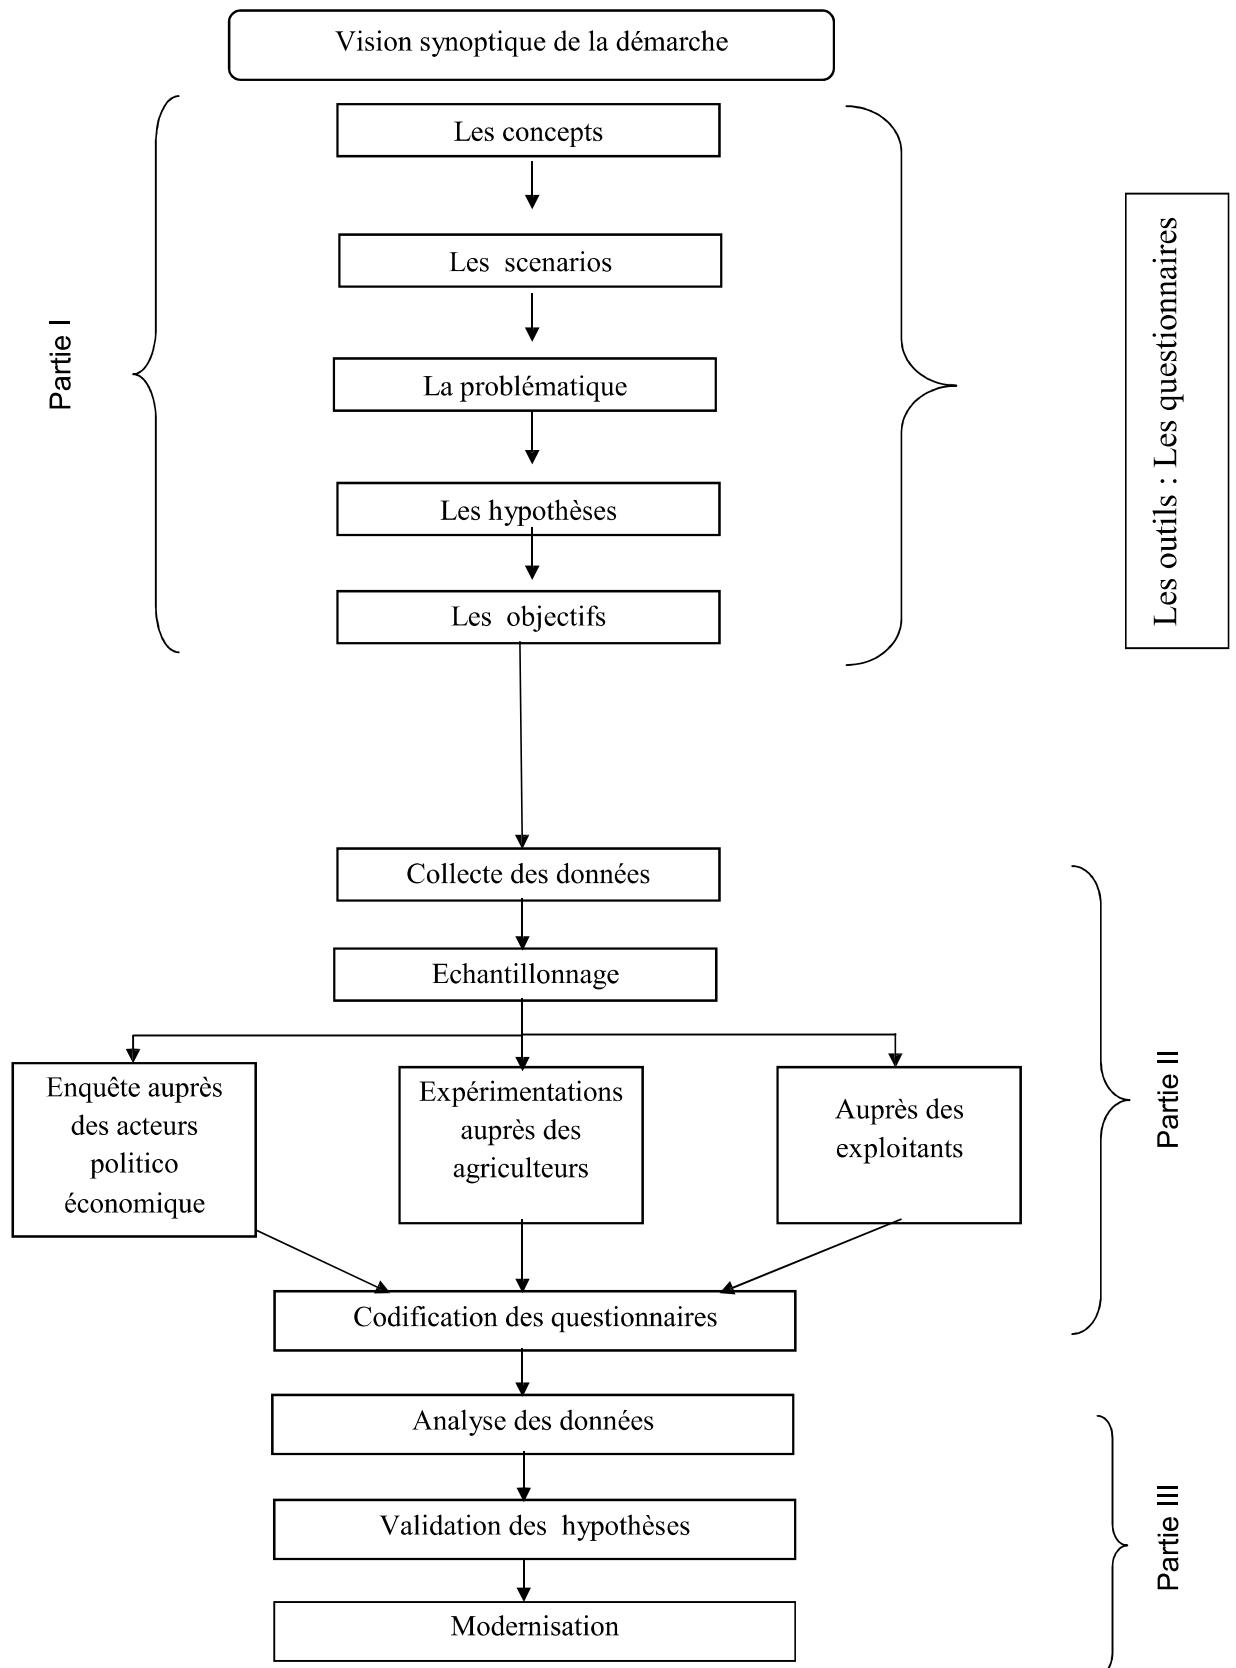 Vision synoptique de la démarche
Partie I
Les concepts
Les  scenarios
La problématique
Les hypothèses
Les  objectifs
Les outils : Les questionnaires
Collecte des données
Echantillonnage
Enquête auprès
des acteurs
politico
économique
Expérimentations
auprès des
agriculteurs
Auprès des
exploitants
Partie II
Codification des questionnaires
Analyse des données
Validation des  hypothèses
Modernisation
Partie III